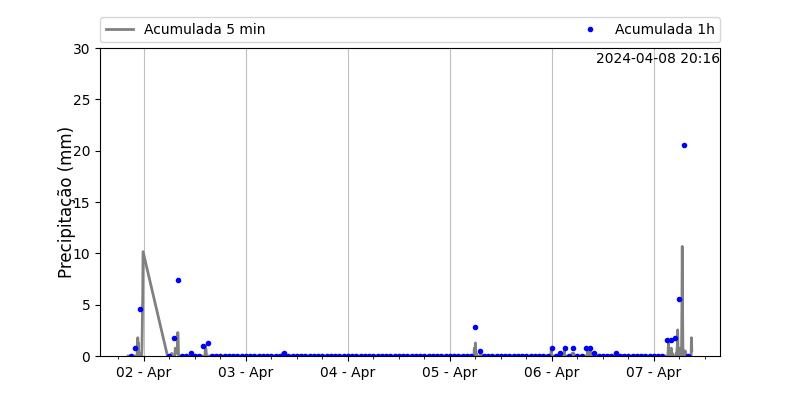 Acumulada 5 min
Acumulada 1h
2024-04-08 20:16
Precipitação (mm)
30
25
20
15
10
5
0
02 - Apr
03 - Apr
04 - Apr
05 - Apr
06 - Apr
07 - Apr